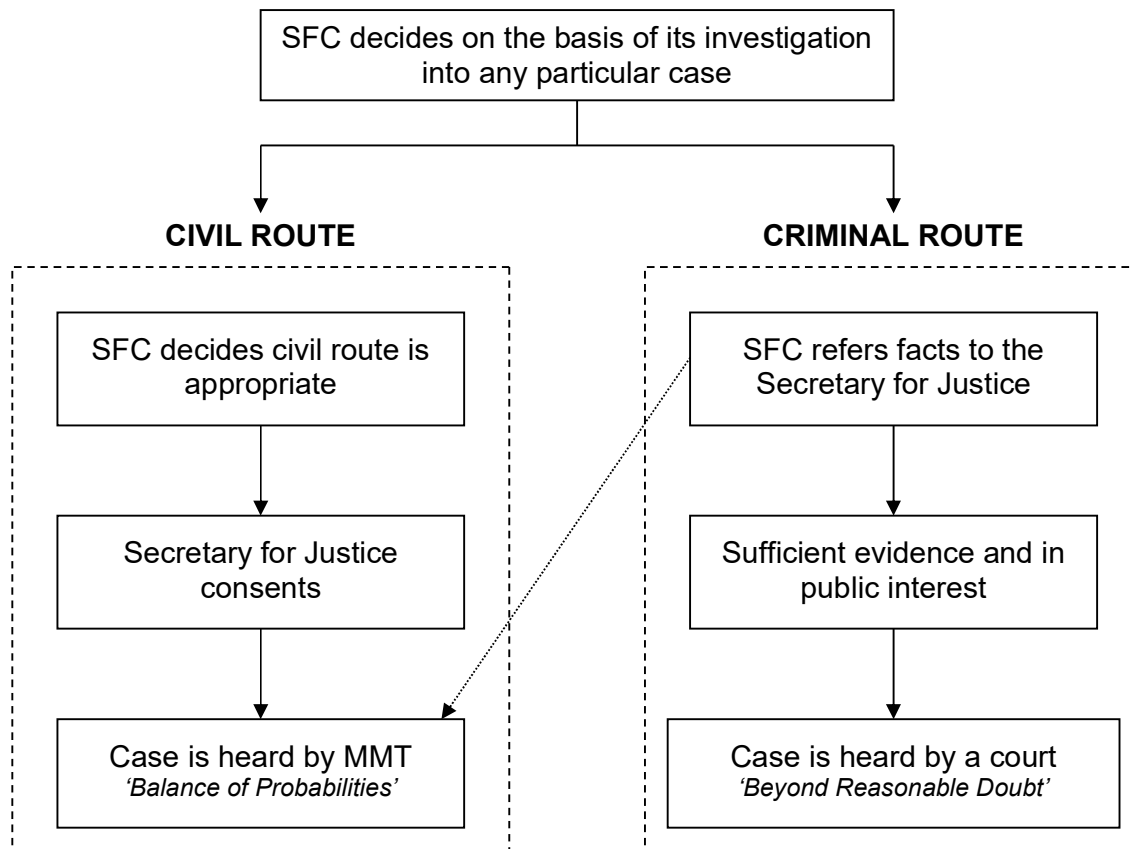 SFC decides on the basis of its investigation
into any particular case
CIVIL ROUTE
SFC decides civil route is
appropriate
Secretary for Justice
consents
Case is heard by MMT
‘Balance of Probabilities’
CRIMINAL ROUTE
SFC refers facts to the
Secretary for Justice
Sufficient evidence and in
public interest
Case is heard by a court
‘Beyond Reasonable Doubt’